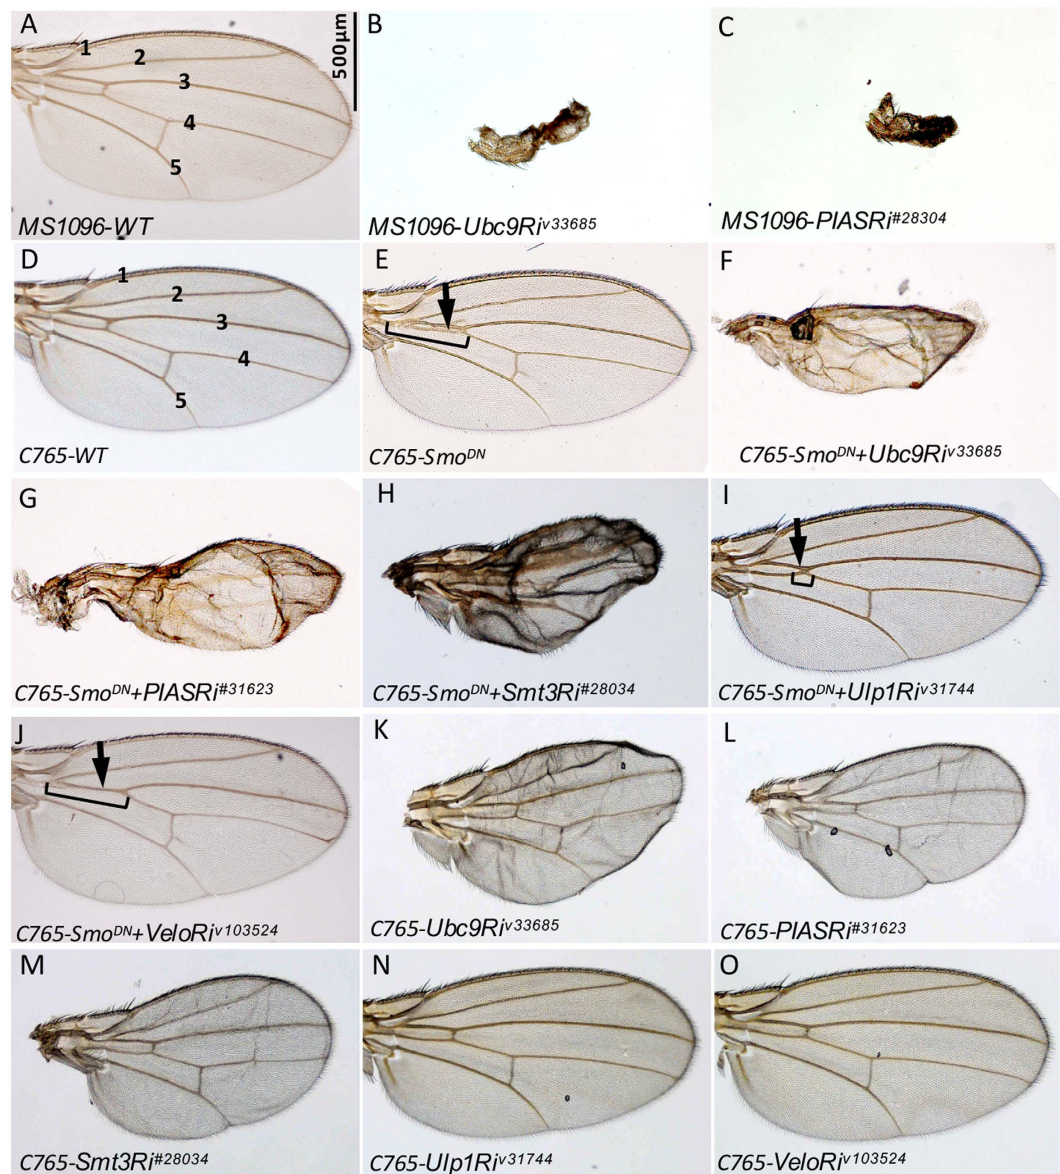 A
1
2
3
4
5
500µm
MS1096-WT
B
MS1096-Ubc9Ri^v33685
C
MS1096-PIASRi^#28304
D
1
2
3
4
5
C765-WT
E
C765-Smo^DN
F
C765-Smo^DN+Ubc9Ri^v33685
G
C765-Smo^DN+PIASRi^#31623
H
C765-Smo^DN+Smt3Ri^#28034
I
C765-Smo^DN+Ulp1Ri^v31744
J
C765-Smo^DN+VeloRi^v103524
K
C765-Ubc9Ri^v33685
L
C765-PIASRi^#31623
M
C765-Smt3Ri^#28034
N
C765-Ulp1Ri^v31744
O
C765-VeloRi^v103524